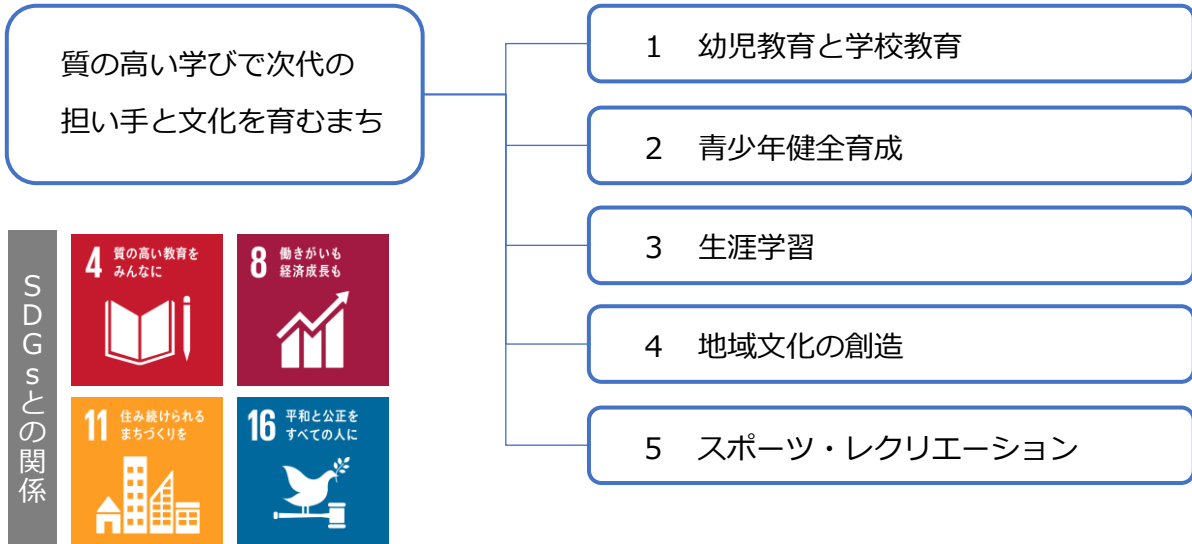 質の高い学びで次代の
担い手と文化を育むまち
1 幼児教育と学校教育
2 青少年健全育成
3 生涯学習
4 地域文化の創造
5 スポーツ・レクリエーション
SDGsとの関係
4 質の高い教育を
みんなに
8 働きがいも
経済成長も
11 住み続けられる
まちづくりを
16 平和と公正を
すべての人に